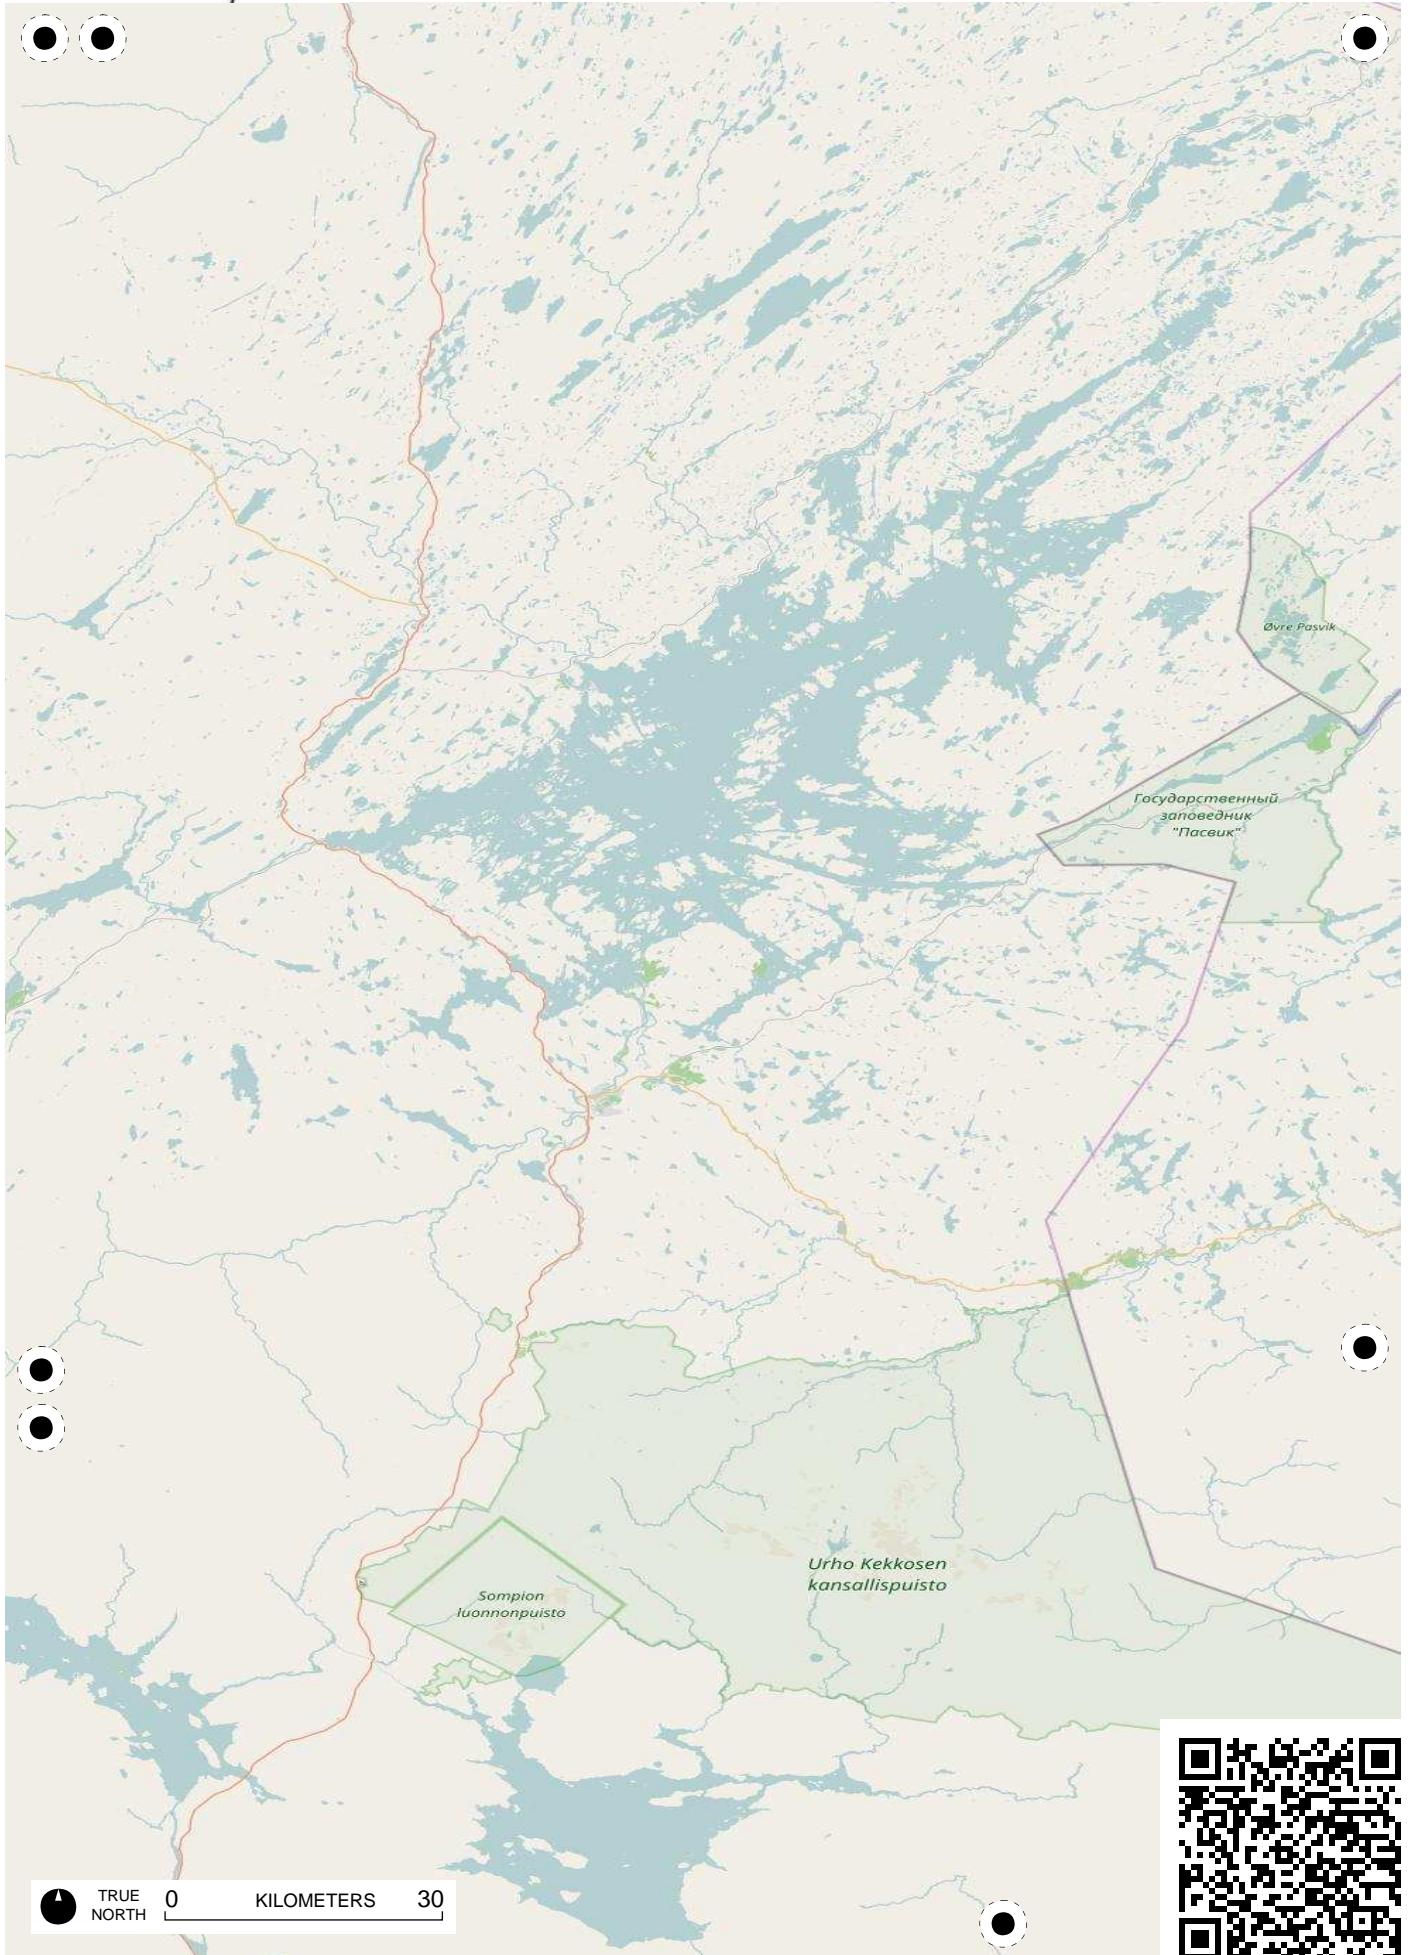 Øvre Pasvik
Государственный
заповедник
"Пасвик"
Urho Kekkosen
kansallispuisto
Sompion
luonnonpuisto
TRUE
NORTH
0 KILOMETERS 30